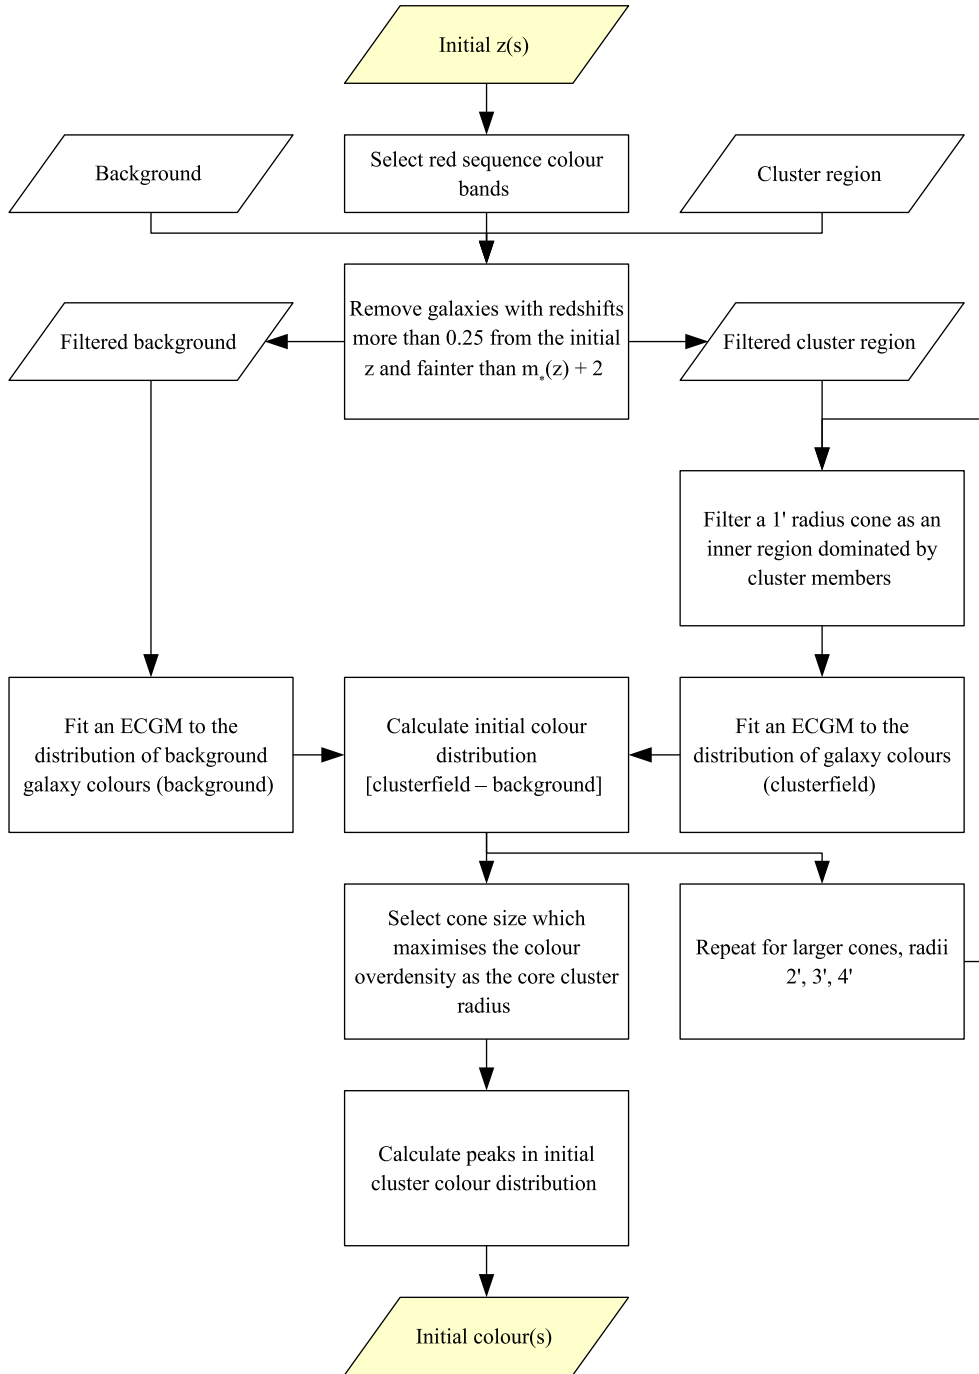 Initial z(s)
Background
Select red sequence colour
bands
Cluster region
Filtered background
Remove galaxies with redshifts
more than 0.25 from the initial
z and fainter than m*(z) + 2
Filtered cluster region
Filter a 1' radius cone as an
inner region dominated by
cluster members
Fit an ECGM to the
distribution of background
galaxy colours (background)
Calculate initial colour
distribution
[clusterfield – background]
Fit an ECGM to the
distribution of galaxy colours
(clusterfield)
Select cone size which
maximises the colour
overdensity as the core cluster
radius
Repeat for larger cones, radii
2', 3', 4'
Calculate peaks in initial
cluster colour distribution
Initial colour(s)